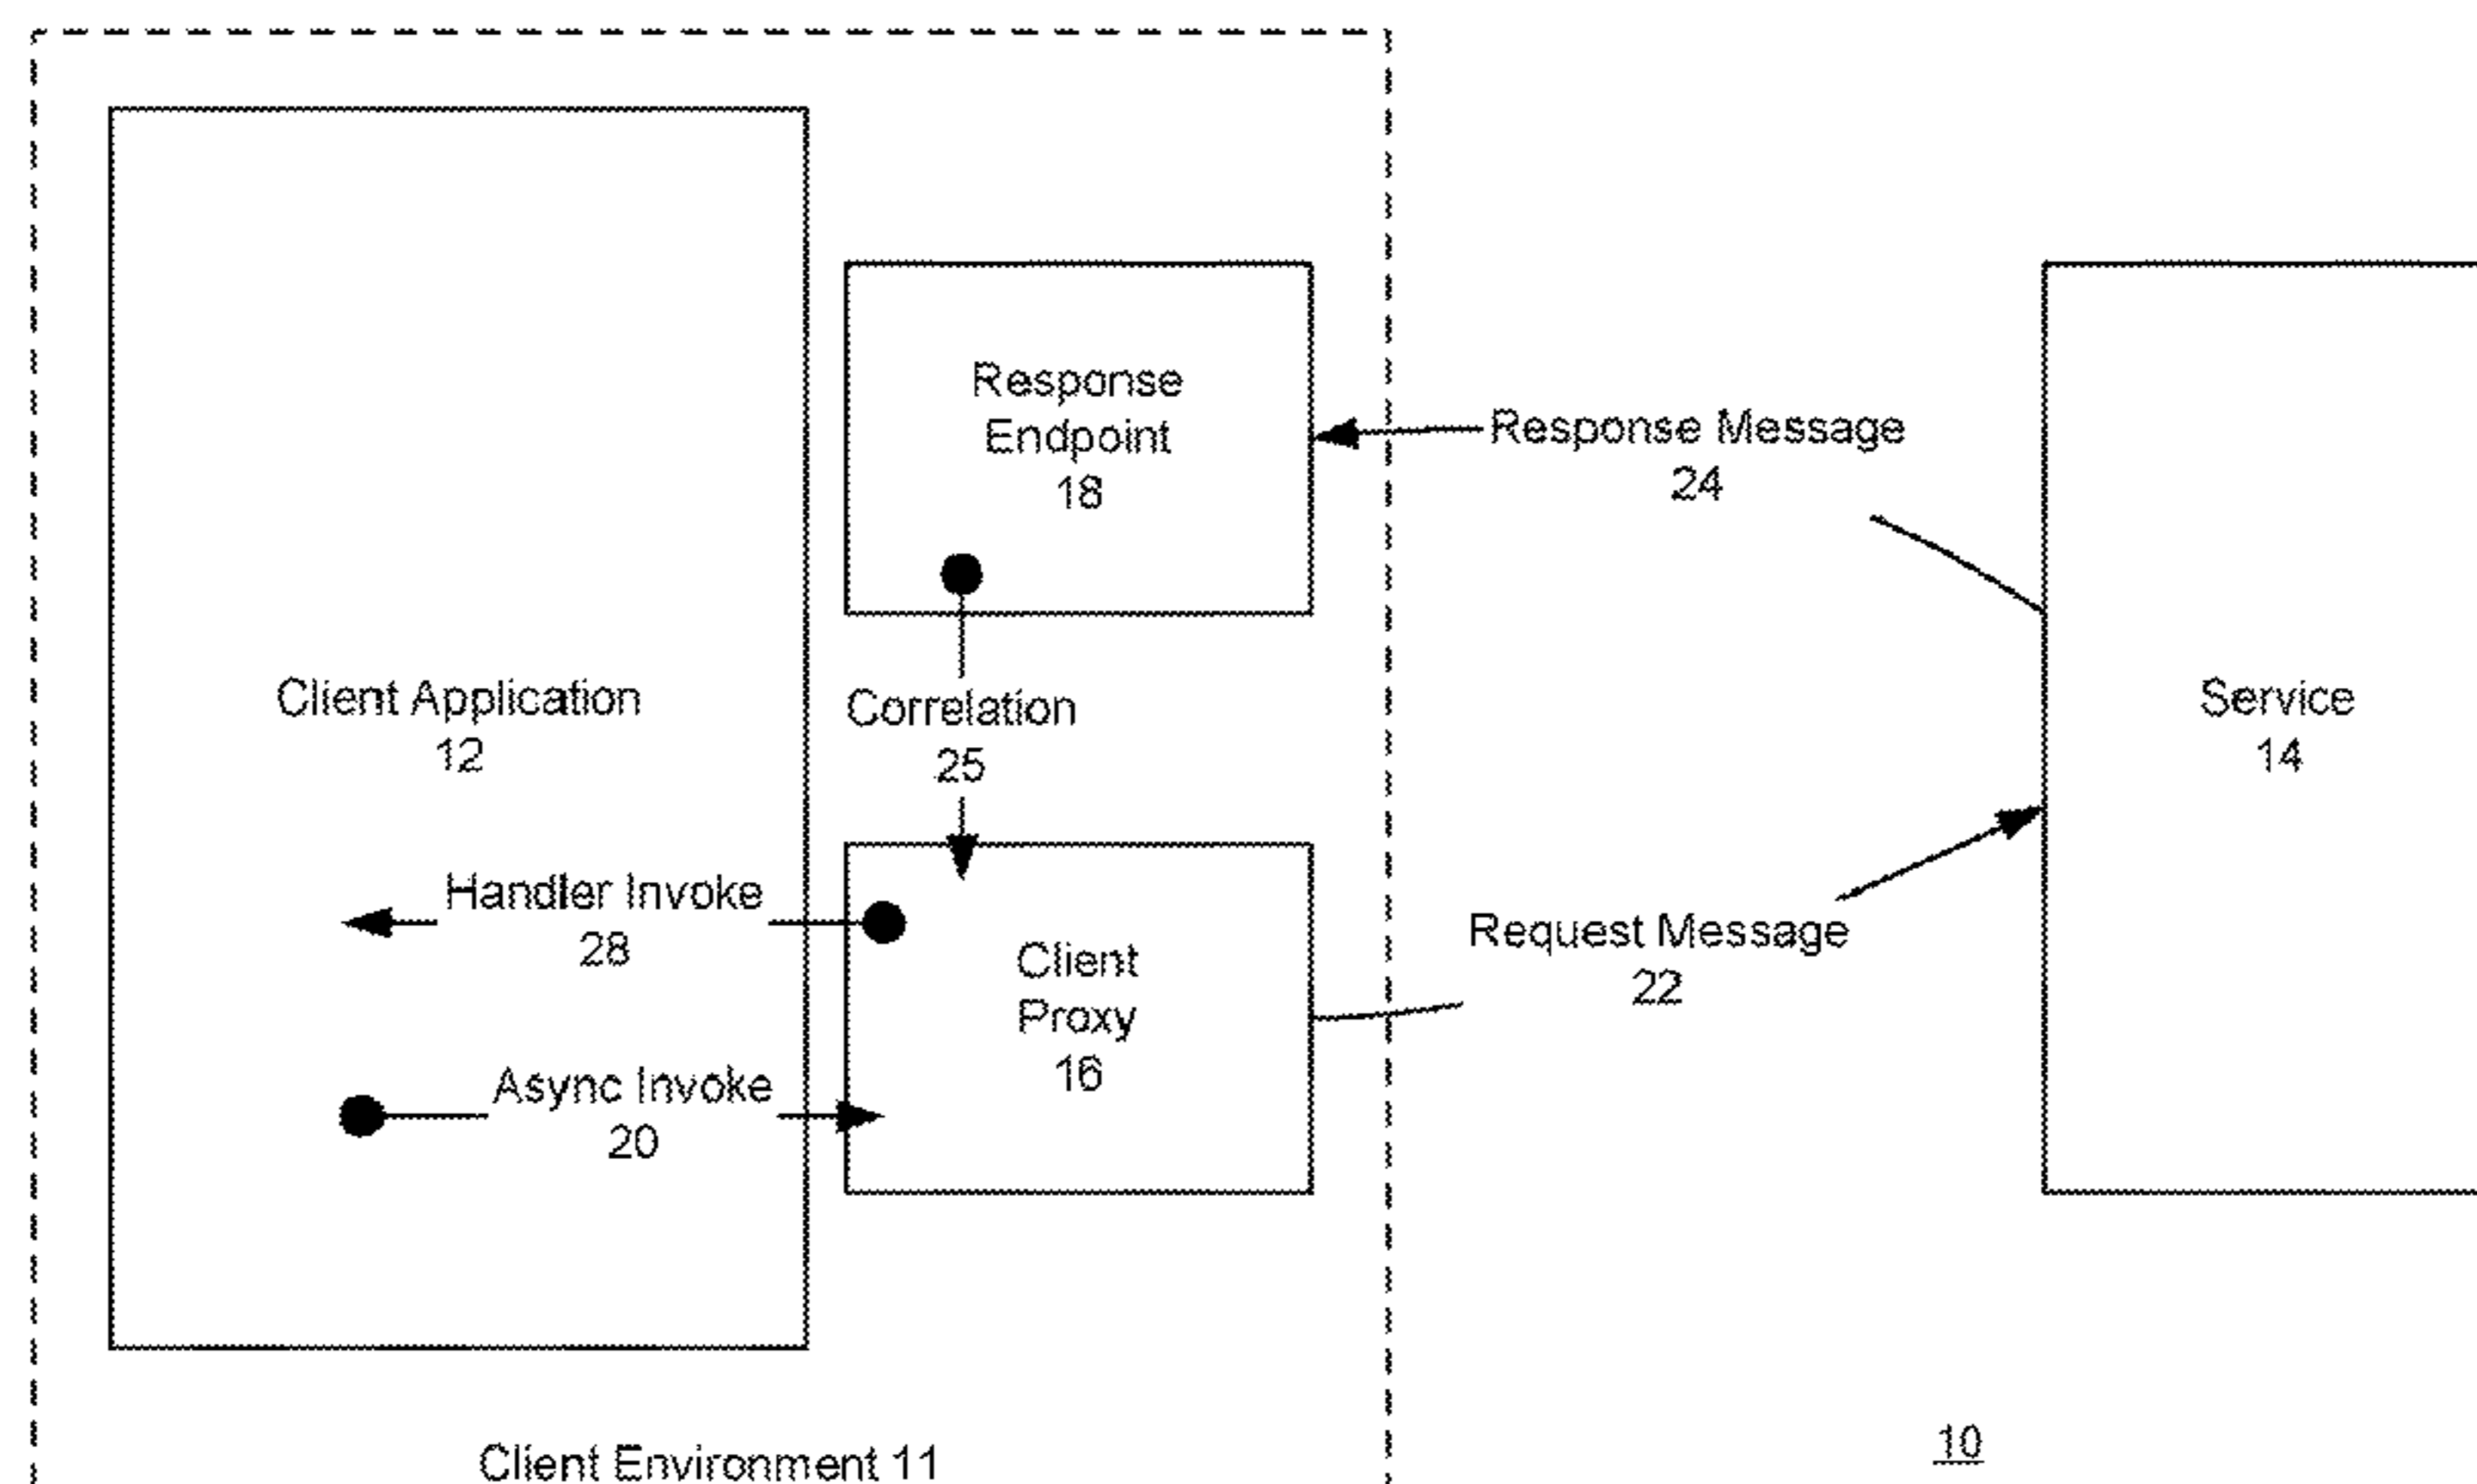 Response
Endpoint
18
Response Message
24
Client Application
12
Correlation
25
Service
14
Handler Invoke
28
Client
Proxy
16
Request Message
22
Async Invoke
20
Client Environment 11
10